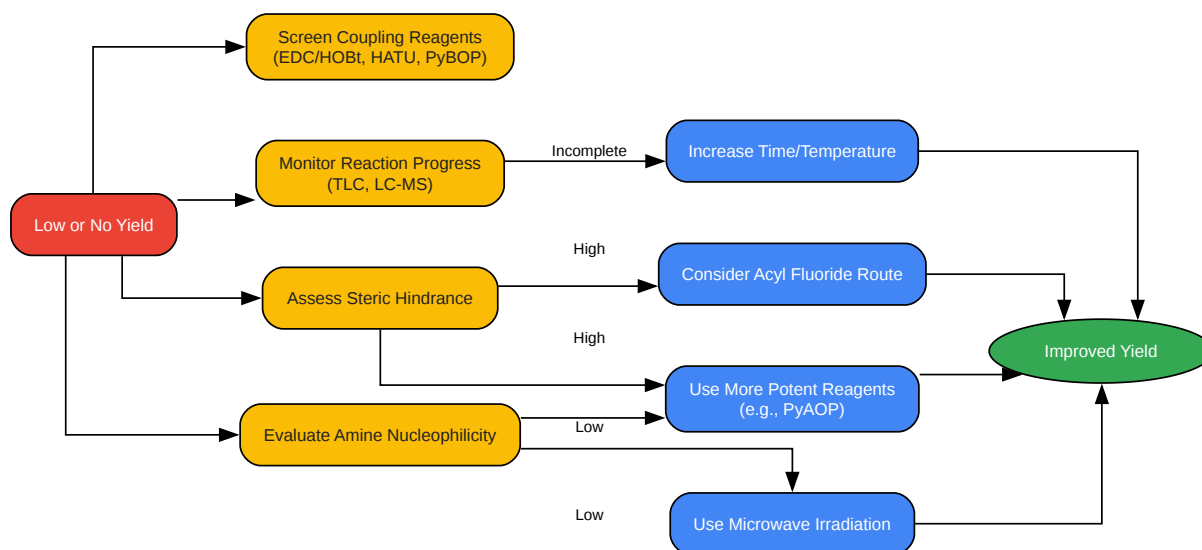 Screen Coupling Reagents
(EDC/HOBt, HATU, PyBOP)
Monitor Reaction Progress
(TLC, LC-MS)
Incomplete
Increase Time/Temperature
Low or No Yield
High
Consider Acyl Fluoride Route
Assess Steric Hindrance
High
Improved Yield
Use More Potent Reagents
(e.g., PyAOP)
Evaluate Amine Nucleophilicity
Low
Low
Use Microwave Irradiation